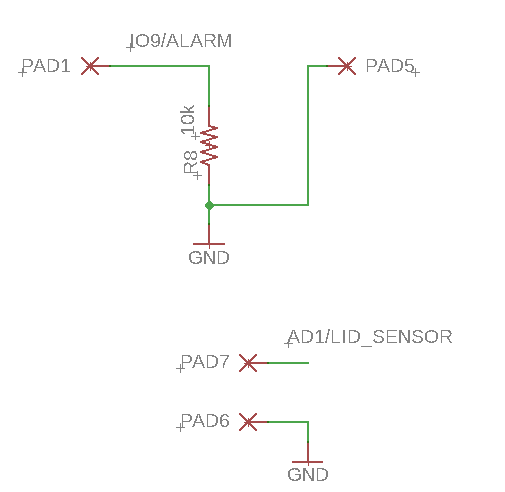 IO9/ALARM
PAD1
PAD5
10k
R8
GND
AD1/LID_SENSOR
PAD7
PAD6
GND